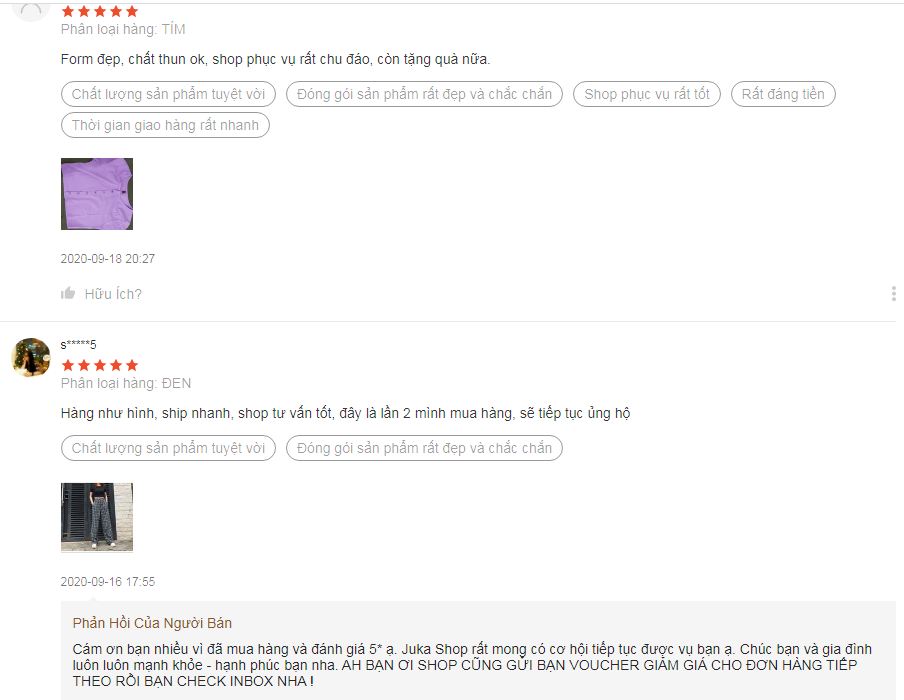 Phân loại hàng: TÍM
Form đẹp, chất thun ok, shop phục vụ rất chu đáo, còn tặng quà nữa.
Chất lượng sản phẩm tuyệt vời Đóng gói sản phẩm rất đẹp và chắc chắn Shop phục vụ rất tốt Rất đáng tiền
Thời gian giao hàng rất nhanh
2020-09-18 20:27
Hữu Ích?
s*****5
Phân loại hàng: ĐEN
Hàng như hình, ship nhanh, shop tư vấn tốt, đây là lần 2 mình mua hàng, sẽ tiếp tục ủng hộ
Chất lượng sản phẩm tuyệt vời Đóng gói sản phẩm rất đẹp và chắc chắn
2020-09-16 17:55
Phản Hồi Của Người Bán
Cám ơn bạn nhiều vì đã mua hàng và đánh giá 5* ạ. Juka Shop rất mong có cơ hội tiếp tục được vụ bạn ạ. Chúc bạn và gia đình
luôn luôn mạnh khỏe - hạnh phúc bạn nha. AH BẠN ƠI SHOP CŨNG GỬI BẠN VOUCHER GIẢM GIÁ CHO ĐƠN HÀNG TIẾP
THEO RỒI BẠN CHECK INBOX NHA !